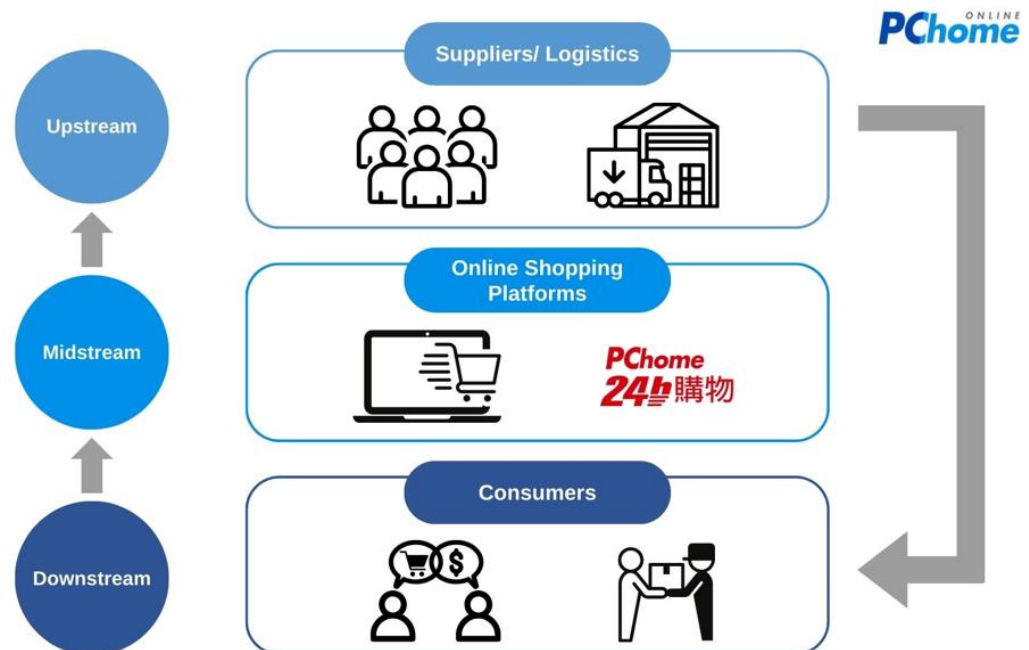 ONLINE
PChome
Suppliers/ Logistics
Upstream
Online Shopping
Platforms
Midstream
PChome
24h購物
Consumers
$
Downstream